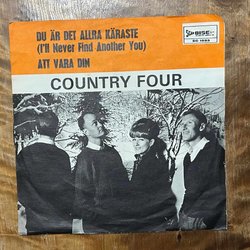 DU ÄR DET ALLRA KÄRASTE
(I'll Never Find Another You)
ATT VARA DIN
COUNTRY FOUR